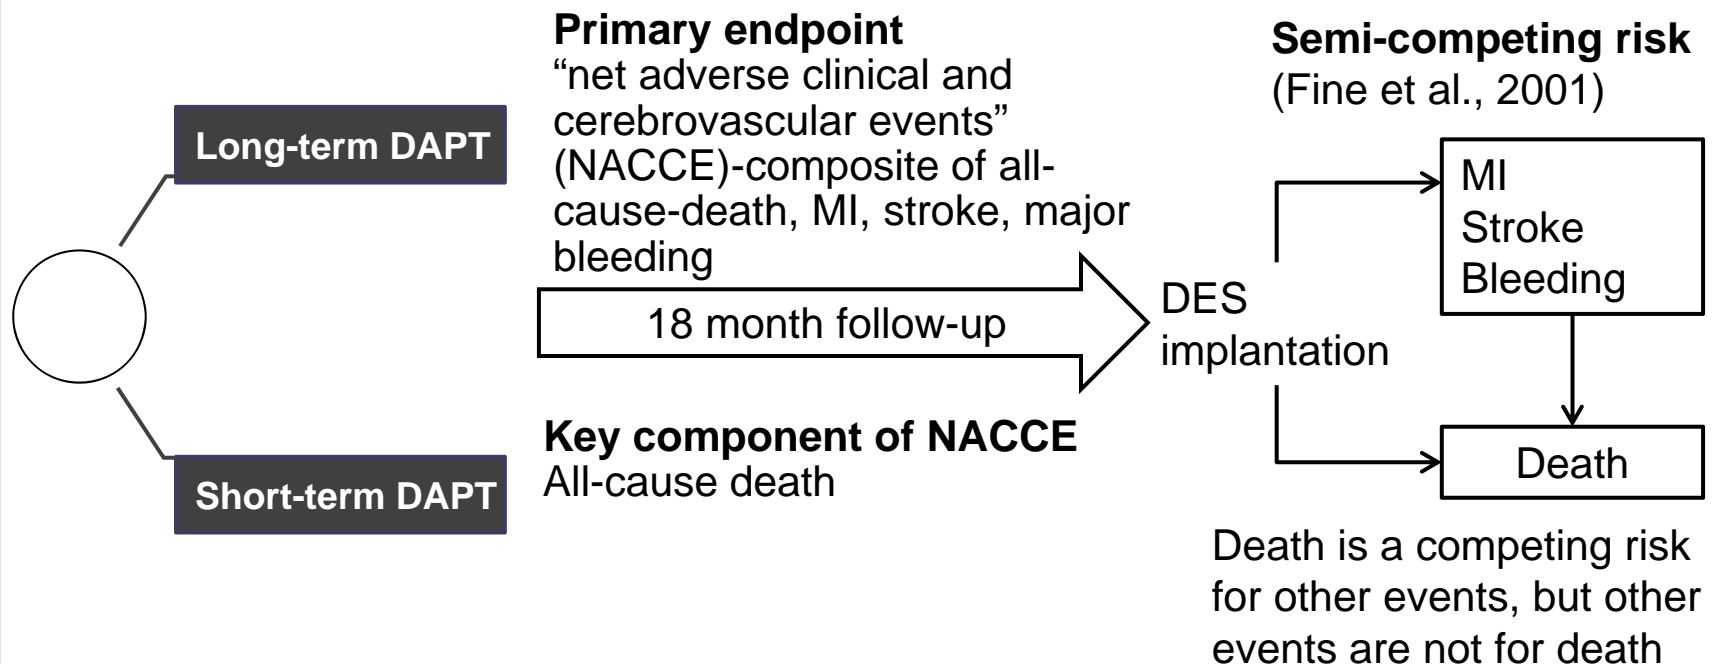 Long-term DAPT
Short-term DAPT
Primary endpoint
“net adverse clinical and
cerebrovascular events”
(NACCE)-composite of all-
cause-death, MI, stroke, major
bleeding
18 month follow-up
Key component of NACCE
All-cause death
Semi-competing risk
(Fine et al., 2001)
DES
implantation
MI
Stroke
Bleeding
Death
Death is a competing risk
for other events, but other
events are not for death